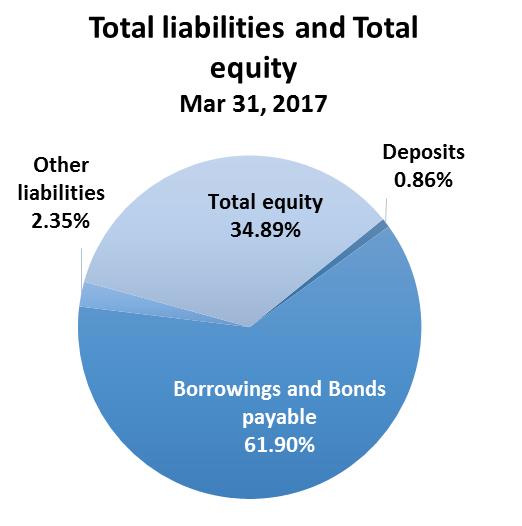 Total liabilities and Total
equity
Mar 31, 2017
Deposits
0.86%
Other
liabilities
2.35%
Total equity
34.89%
Borrowings and Bonds
payable
61.90%